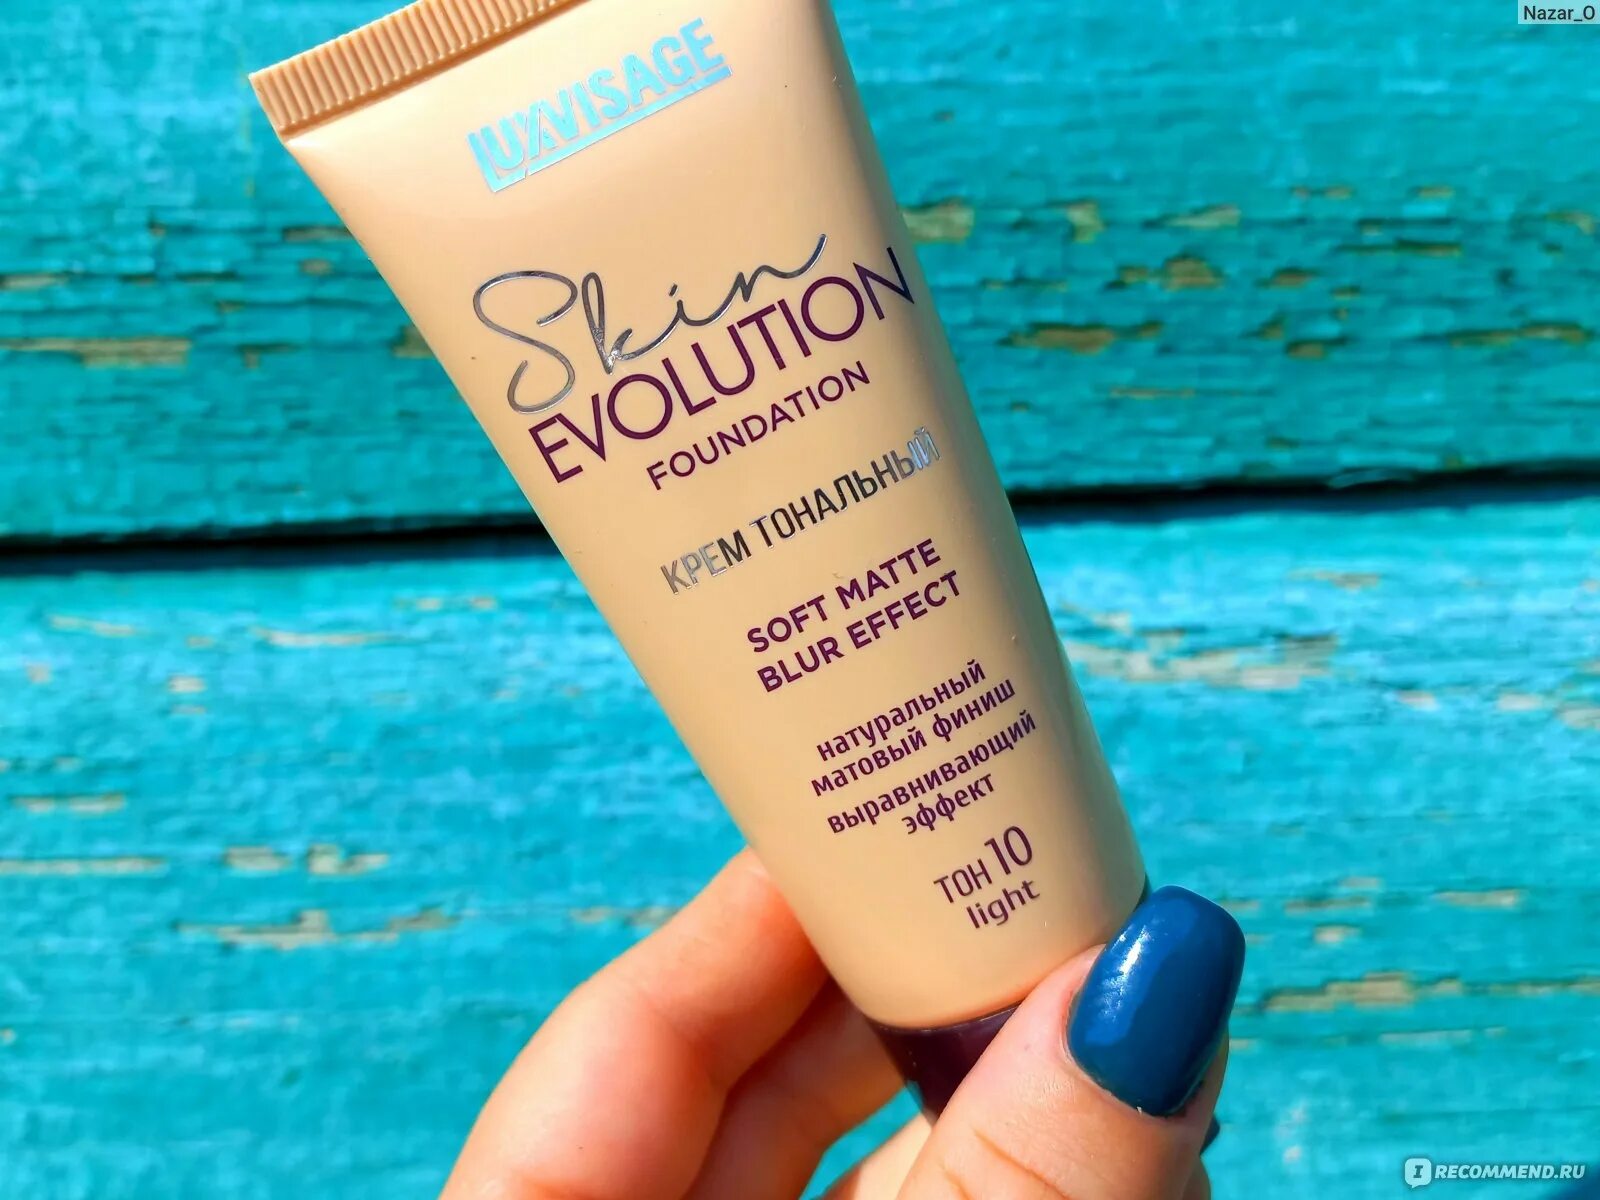 Nazar_O
LUXVISAGE
Skin
EVOLUTION
FOUNDATION
КРЕМ ТОНАЛЬНЫЙ
SOFT MATTE
BLUR EFFECT
натуральный
матовый финиш
выравнивающий
эффект
ТОН 10
light
IRECOMMEND.RU